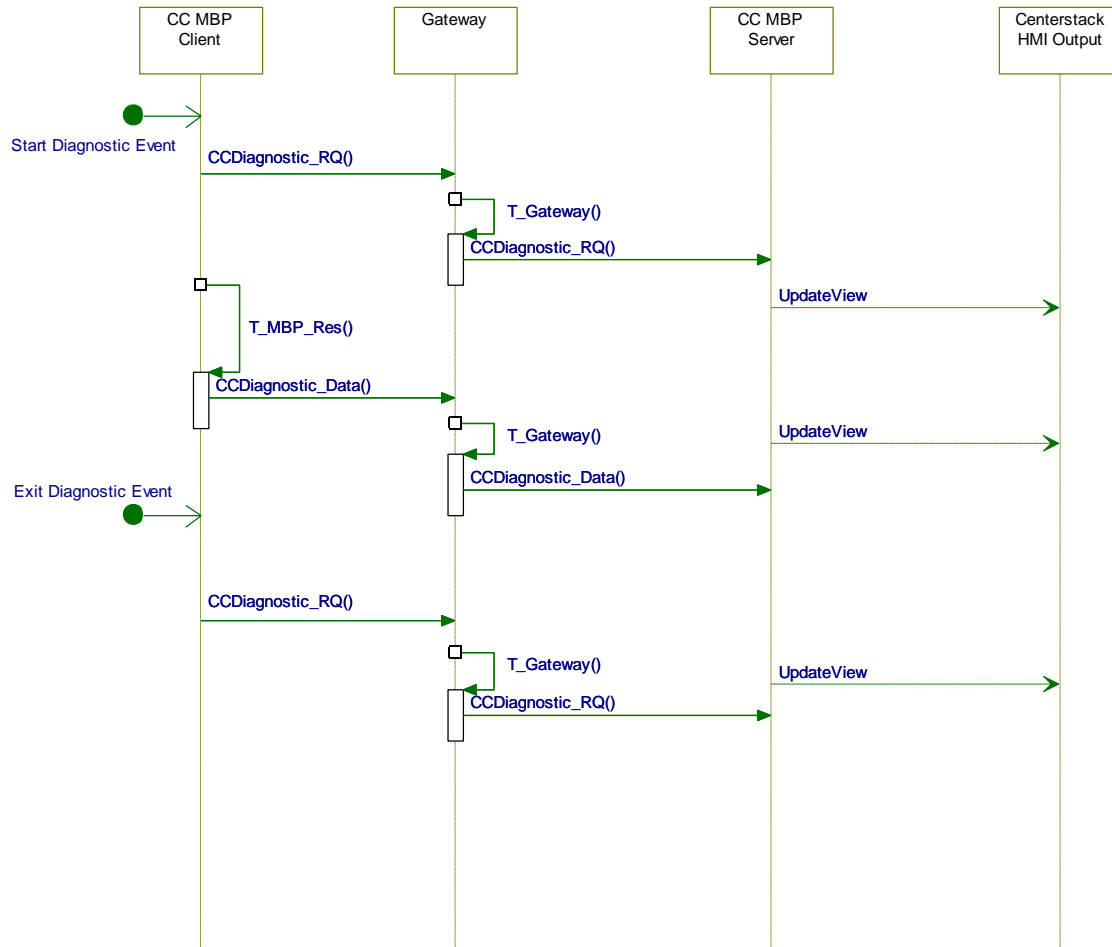 CC MBP
Client
Gateway
CC MBP
Server
Centerstack
HMI Output
Start Diagnostic Event
CCDiagnostic_RQ()
T_Gateway()
CCDiagnostic_RQ()
UpdateView
T_MBP_Res()
CCDiagnostic_Data()
T_Gateway()
UpdateView
CCDiagnostic_Data()
Exit Diagnostic Event
CCDiagnostic_RQ()
T_Gateway()
UpdateView
CCDiagnostic_RQ()